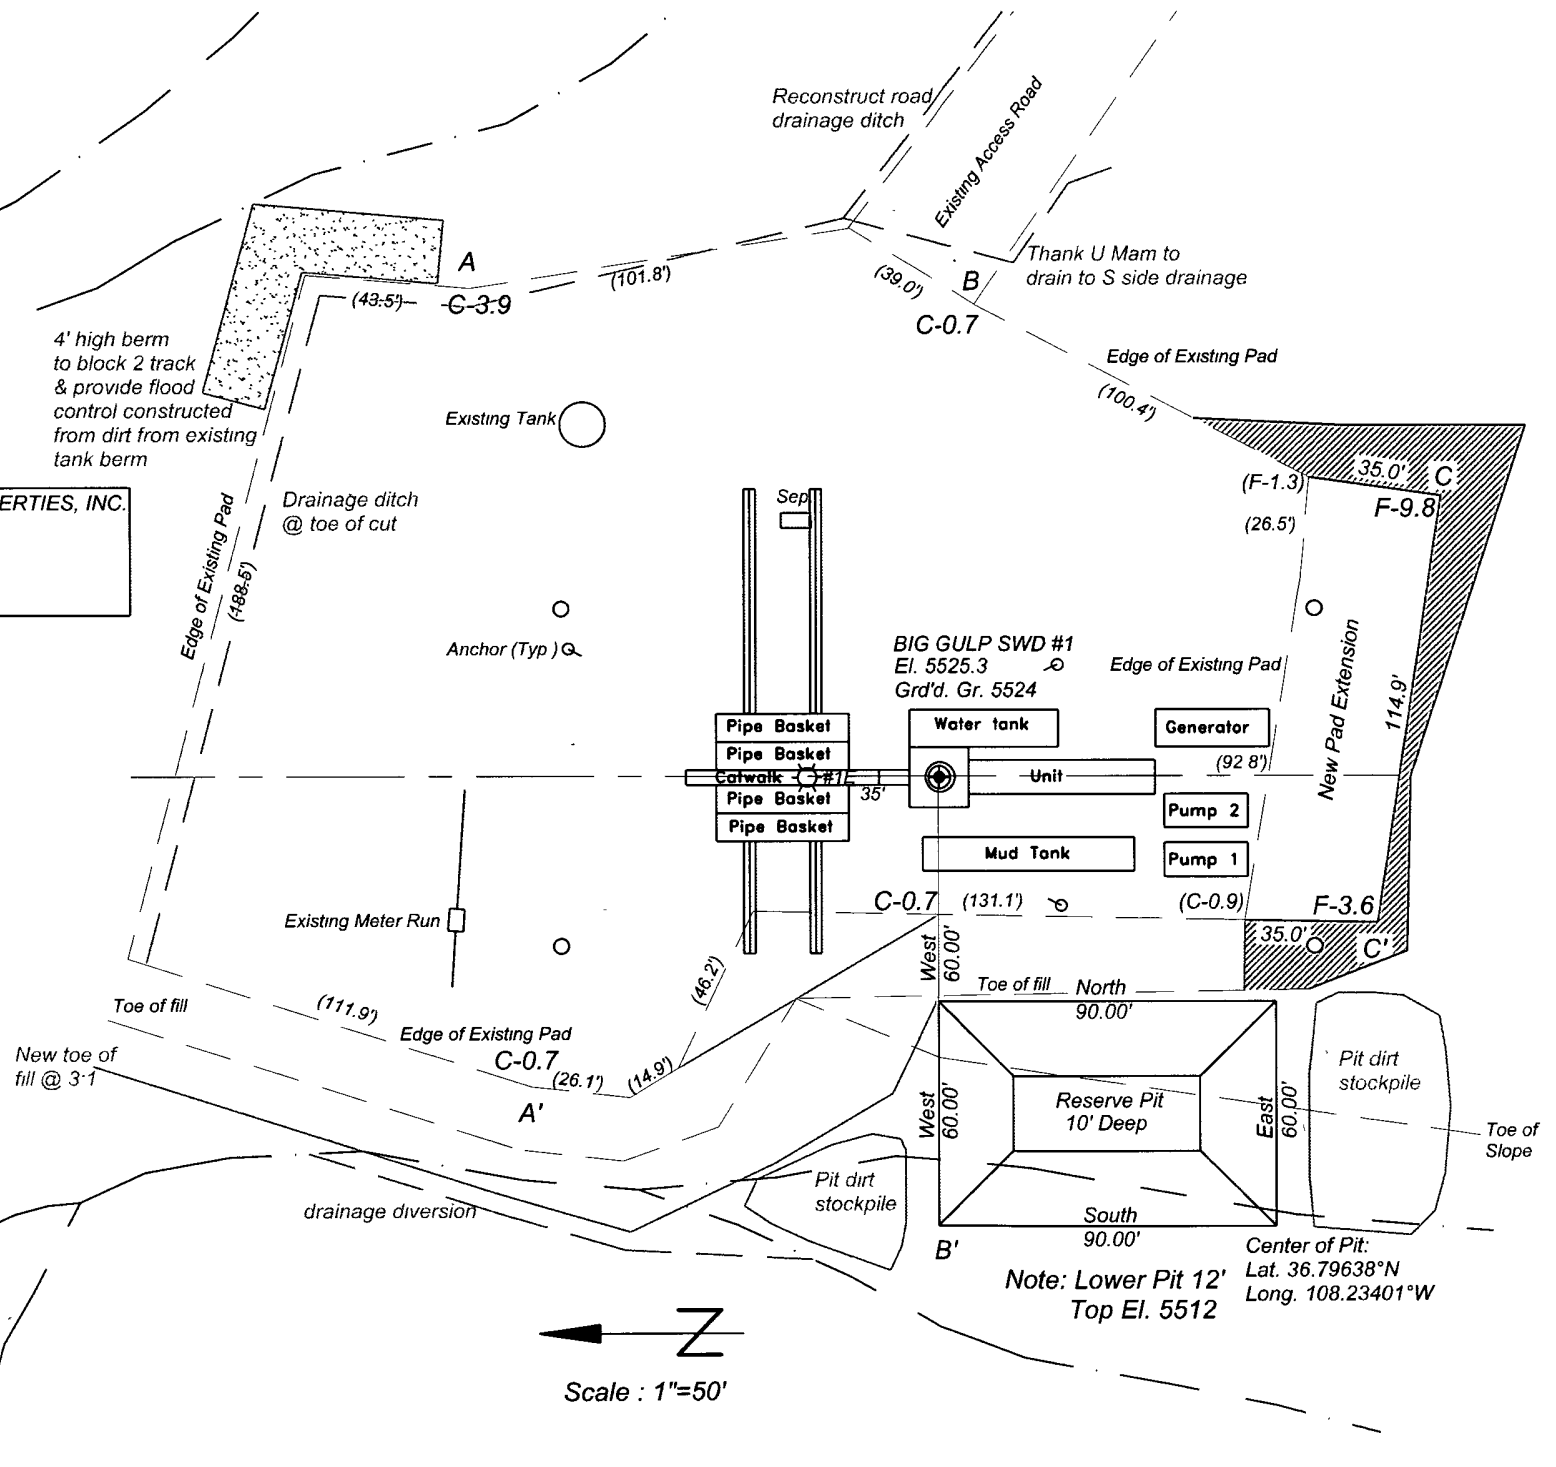 Reconstruct road
drainage ditch
Existing Access Road
A
(43.5')
C-3.9
(101.8')
(39.0')
B
C-0.7
Thank U Mam to
drain to S side drainage
4' high berm
to block 2 track
& provide flood
control constructed
from dirt from existing
tank berm
Edge of Existing Pad
(100.4')
Existing Tank
35.0'
C
(F-1.3)
F-9.8
(26.5')
ERTIES, INC.
Drainage ditch
@ toe of cut
Sep
Edge of Existing Pad
(188.5')
Anchor (Typ )
BIG GULP SWD #1
El. 5525.3
Grd'd. Gr. 5524
Edge of Existing Pad
New Pad Extension
114.9'
Pipe Basket
Pipe Basket
Catwalk
#1E
35'
Pipe Basket
Pipe Basket
Water tank
Generator
(92 8')
Unit
Pump 2
Mud Tank
Pump 1
C-0.7
(131.1')
(C-0.9)
F-3.6
35.0'
C'
Existing Meter Run
West
60.00'
(46.2')
Toe of fill
North
90.00'
Toe of fill
(111.9')
Edge of Existing Pad
C-0.7
(26.1')
(14.9')
A'
New toe of
fill @ 3:1
West
60.00'
Reserve Pit
10' Deep
East
60.00'
Pit dirt
stockpile
Toe of
Slope
Pit dirt
stockpile
drainage diversion
South
90.00'
B'
Center of Pit:
Lat. 36.79638°N
Long. 108.23401°W
Note: Lower Pit 12'
Top El. 5512
N
Scale : 1"=50'